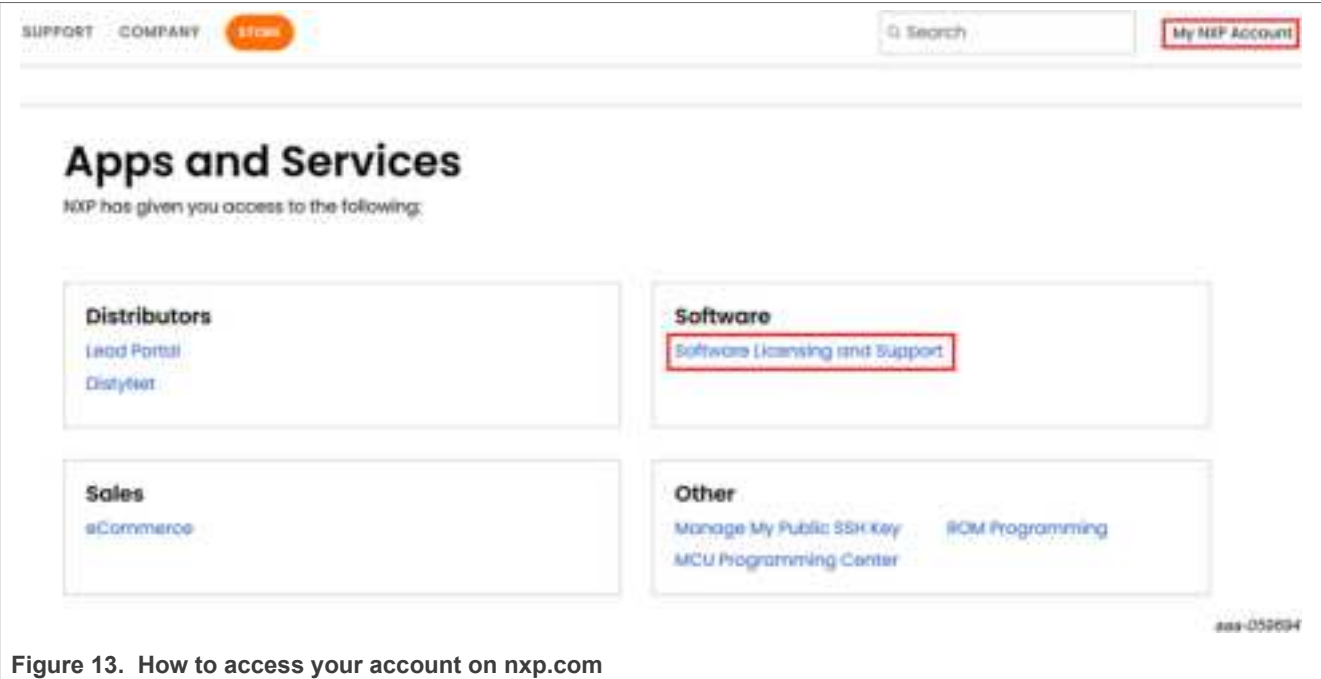 SUPPORT COMPANY STORE Search My NXP Account
Apps and Services
NXP has given you access to the following:
Distributors
Lead Portal
DistyNet
Software
Software Licensing and Support
Sales
eCommerce
Other
Manage My Public SSH Key ROM Programming
MCU Programming Center
aaa-059694
Figure 13. How to access your account on nxp.com